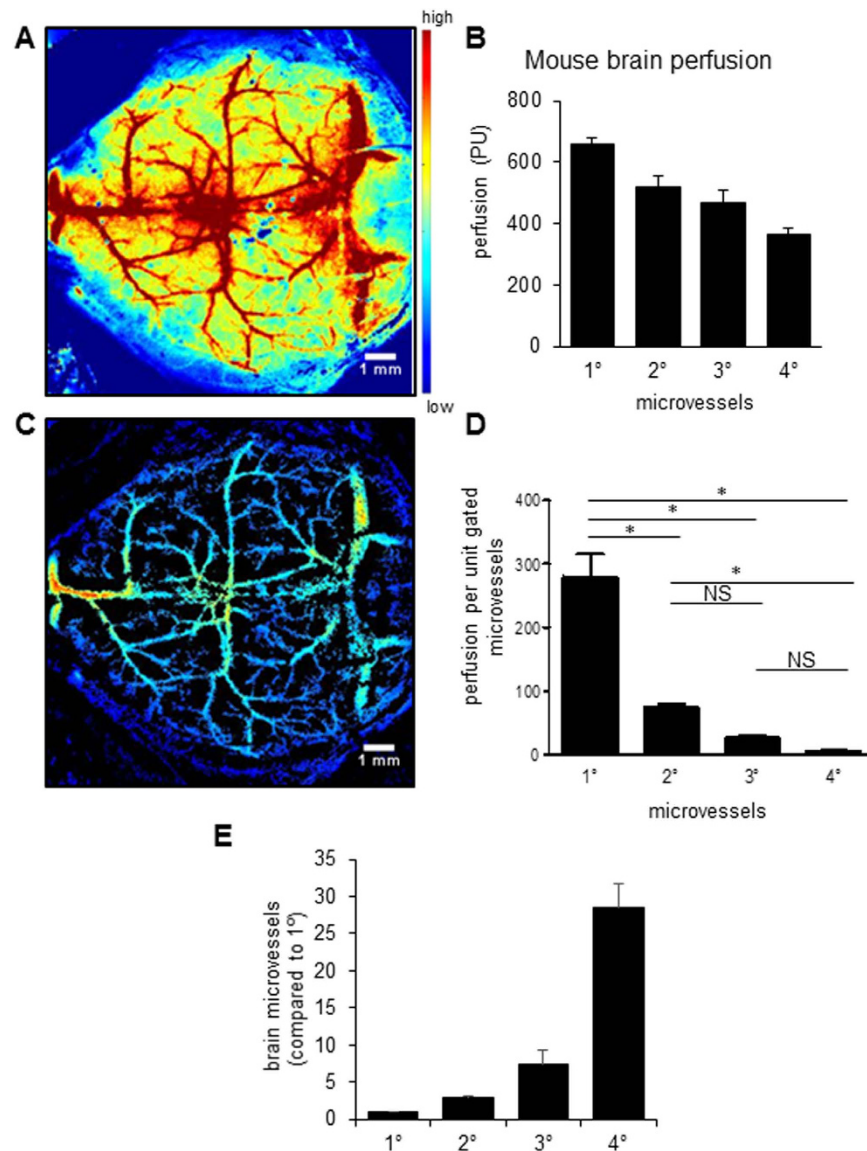 A
high
low
1 mm
B
Mouse brain perfusion
perfusion (PU)
800
600
400
200
0
1° 2° 3° 4°
microvessels
C
1 mm
D
perfusion per unit gated
microvessels
400
300
200
100
0
*
*
*
*
NS
NS
1° 2° 3° 4°
microvessels
E
brain microvessels
(compared to 1º)
35
30
25
20
15
10
5
0
1° 2° 3° 4°